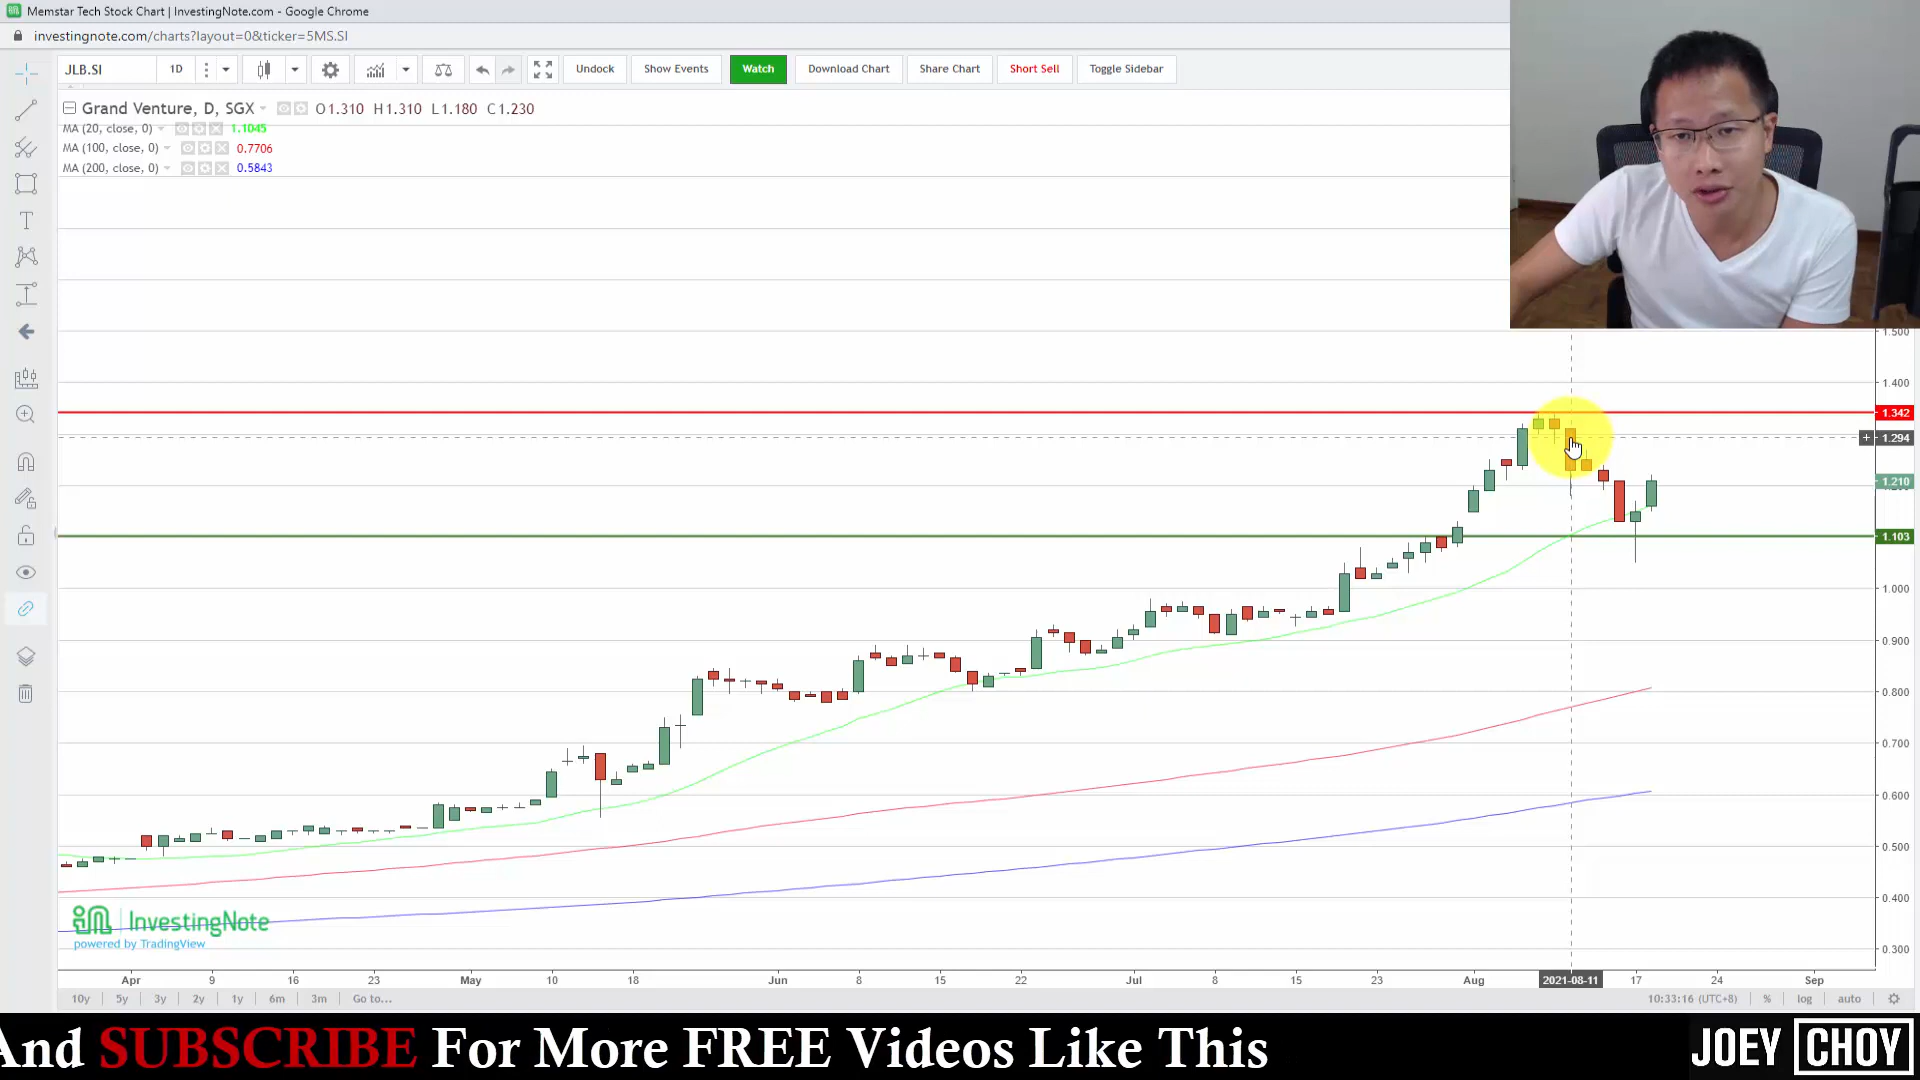 Memstar Tech Stock Chart | InvestingNote.com - Google Chrome
investingnote.com/charts?layout=0&ticker=5MS.SI
JLB.SI 1D Undock Show Events Watch Download Chart Share Chart Short Sell Toggle Sidebar
Grand Venture, D, SGX O1.310 H1.310 L1.180 C1.230
MA (20, close, 0) 1.1045
MA (100, close, 0) 0.7706
MA (200, close, 0) 0.5843
1.500
1.400
1.342
1.294
1.210
1.103
1.000
0.900
0.800
0.700
0.600
0.500
0.400
0.300
InvestingNote
powered by TradingView
Apr 9 16 23 May 10 18 Jun 8 15 22 Jul 8 15 23 Aug 2021-08-11 17 24 Sep
10y 5y 3y 2y 1y 6m 3m Go to... 10:33:16 (UTC+8) % log auto
And SUBSCRIBE For More FREE Videos Like This
JOEY CHOY